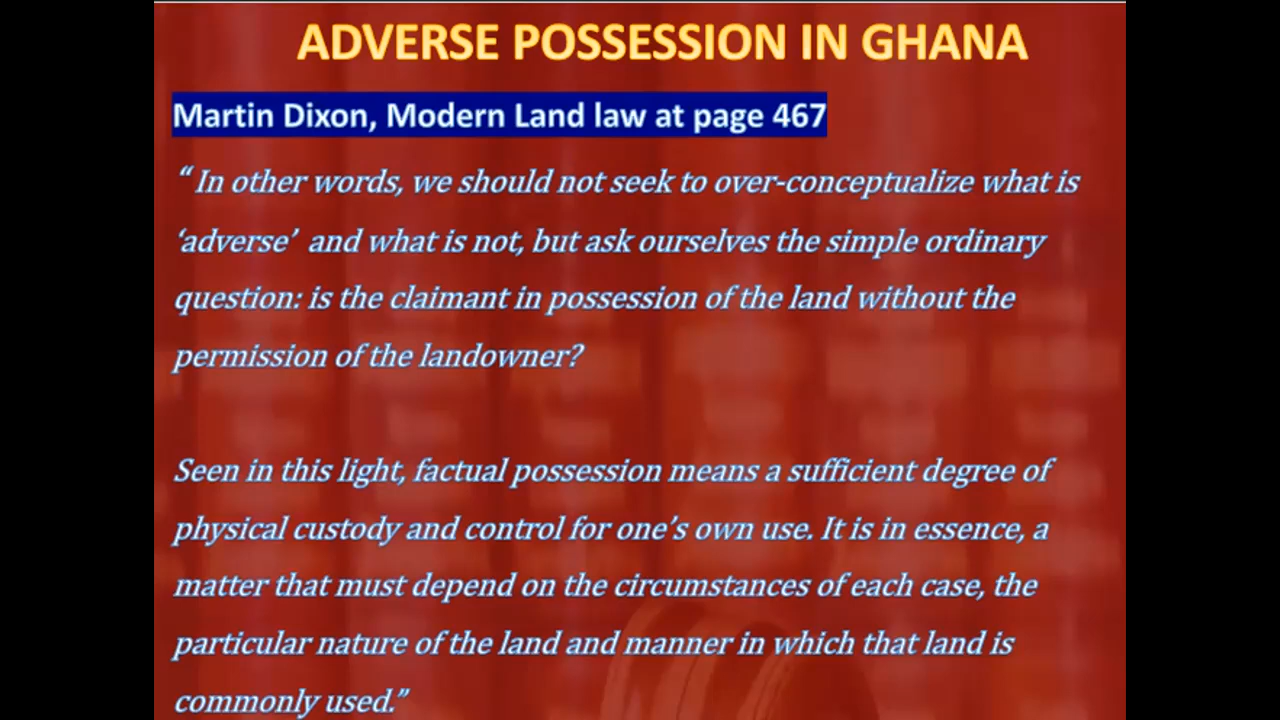 ADVERSE POSSESSION IN GHANA
Martin Dixon, Modern Land law at page 467
“ In other words, we should not seek to over-conceptualize what is
‘adverse’ and what is not, but ask ourselves the simple ordinary
question: is the claimant in possession of the land without the
permission of the landowner?
Seen in this light, factual possession means a sufficient degree of
physical custody and control for one’s own use. It is in essence, a
matter that must depend on the circumstances of each case, the
particular nature of the land and manner in which that land is
commonly used.”